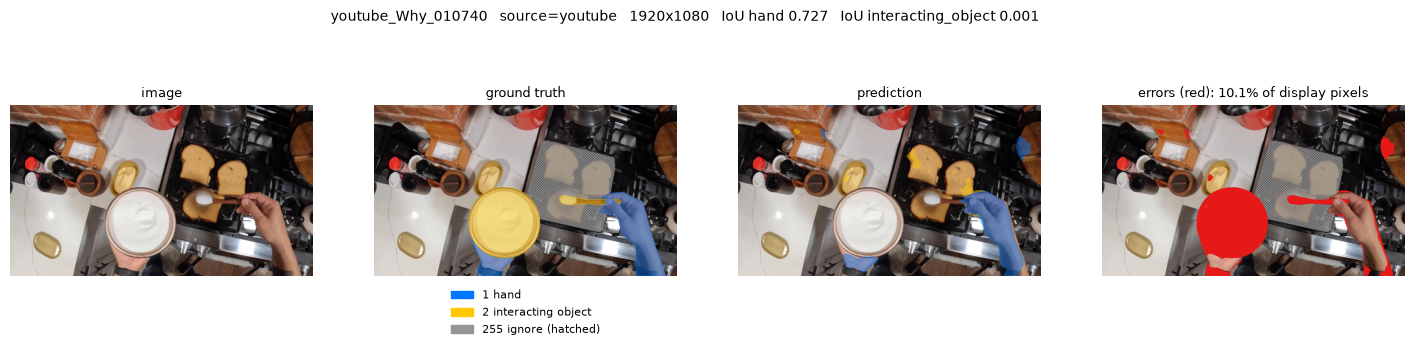 youtube_Why_010740 source=youtube 1920x1080 IoU hand 0.727 IoU interacting_object 0.001
image
ground truth
prediction
errors (red): 10.1% of display pixels
1 hand
2 interacting object
255 ignore (hatched)